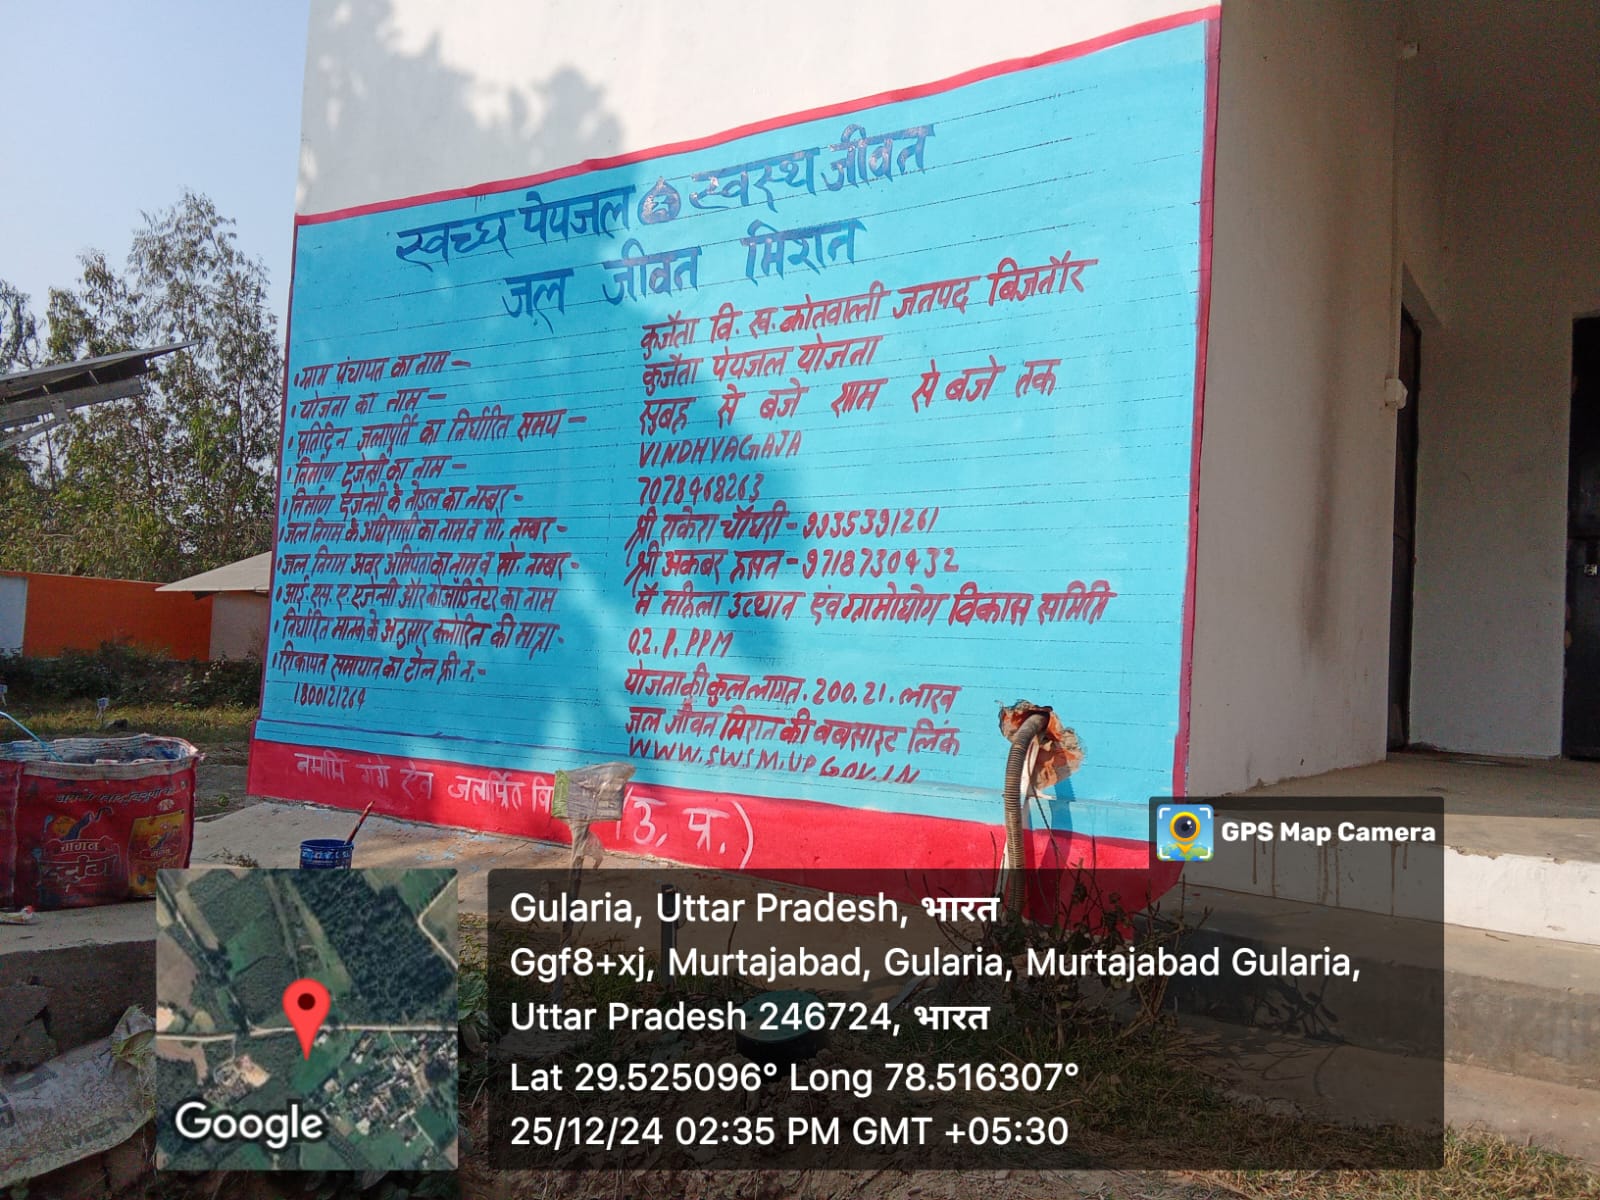 स्वच्छ पेयजल स्वस्थ जीवन
जल जीवन मिशन
• ग्राम पंचायत का नाम – कुजैता वि. ख. कोतवाली जनपद बिजनौर
• योजना का नाम – कुजैता पेयजल योजना
• प्रतिदिन जलापूर्ति का निर्धारित समय – सुबह से बजे शाम से बजे तक
• निर्माण एजेन्सी का नाम – VINDHYAGAJA
• निर्माण एजेन्सी के नोडल का नम्बर - 7078468263
• जल निगम के अधिशासी का नाम व मो. नम्बर - श्री राकेश चौधरी - 9935391261
• जल निगम अवर अभियंता का नाम व मो. नम्बर - श्री अकबर हसन - 9718730432
• आई. एस. ए. एजेन्सी और कोऑर्डिनेटर का नाम मै महिला उत्थान एंव ग्रामोघोग विकास समिति
• निर्धारित मानक के अनुसार क्लोरिन की मात्रा - 0.2. P. PPM
• शिकायत समाधान का टोल फ्री न. -
1800121264
योजना की कुल लागत. 200.21. लाख
जल जीवन मिशन की बबसाइट लिंक
WWW.SWSM.UP GOV.IN
नमामि गंगे एंव जलापूर्ति वि (उ. प्र.)
GPS Map Camera
Gularia, Uttar Pradesh, भारत
Ggf8+xj, Murtajabad, Gularia, Murtajabad Gularia,
Uttar Pradesh 246724, भारत
Lat 29.525096° Long 78.516307°
25/12/24 02:35 PM GMT +05:30
Google